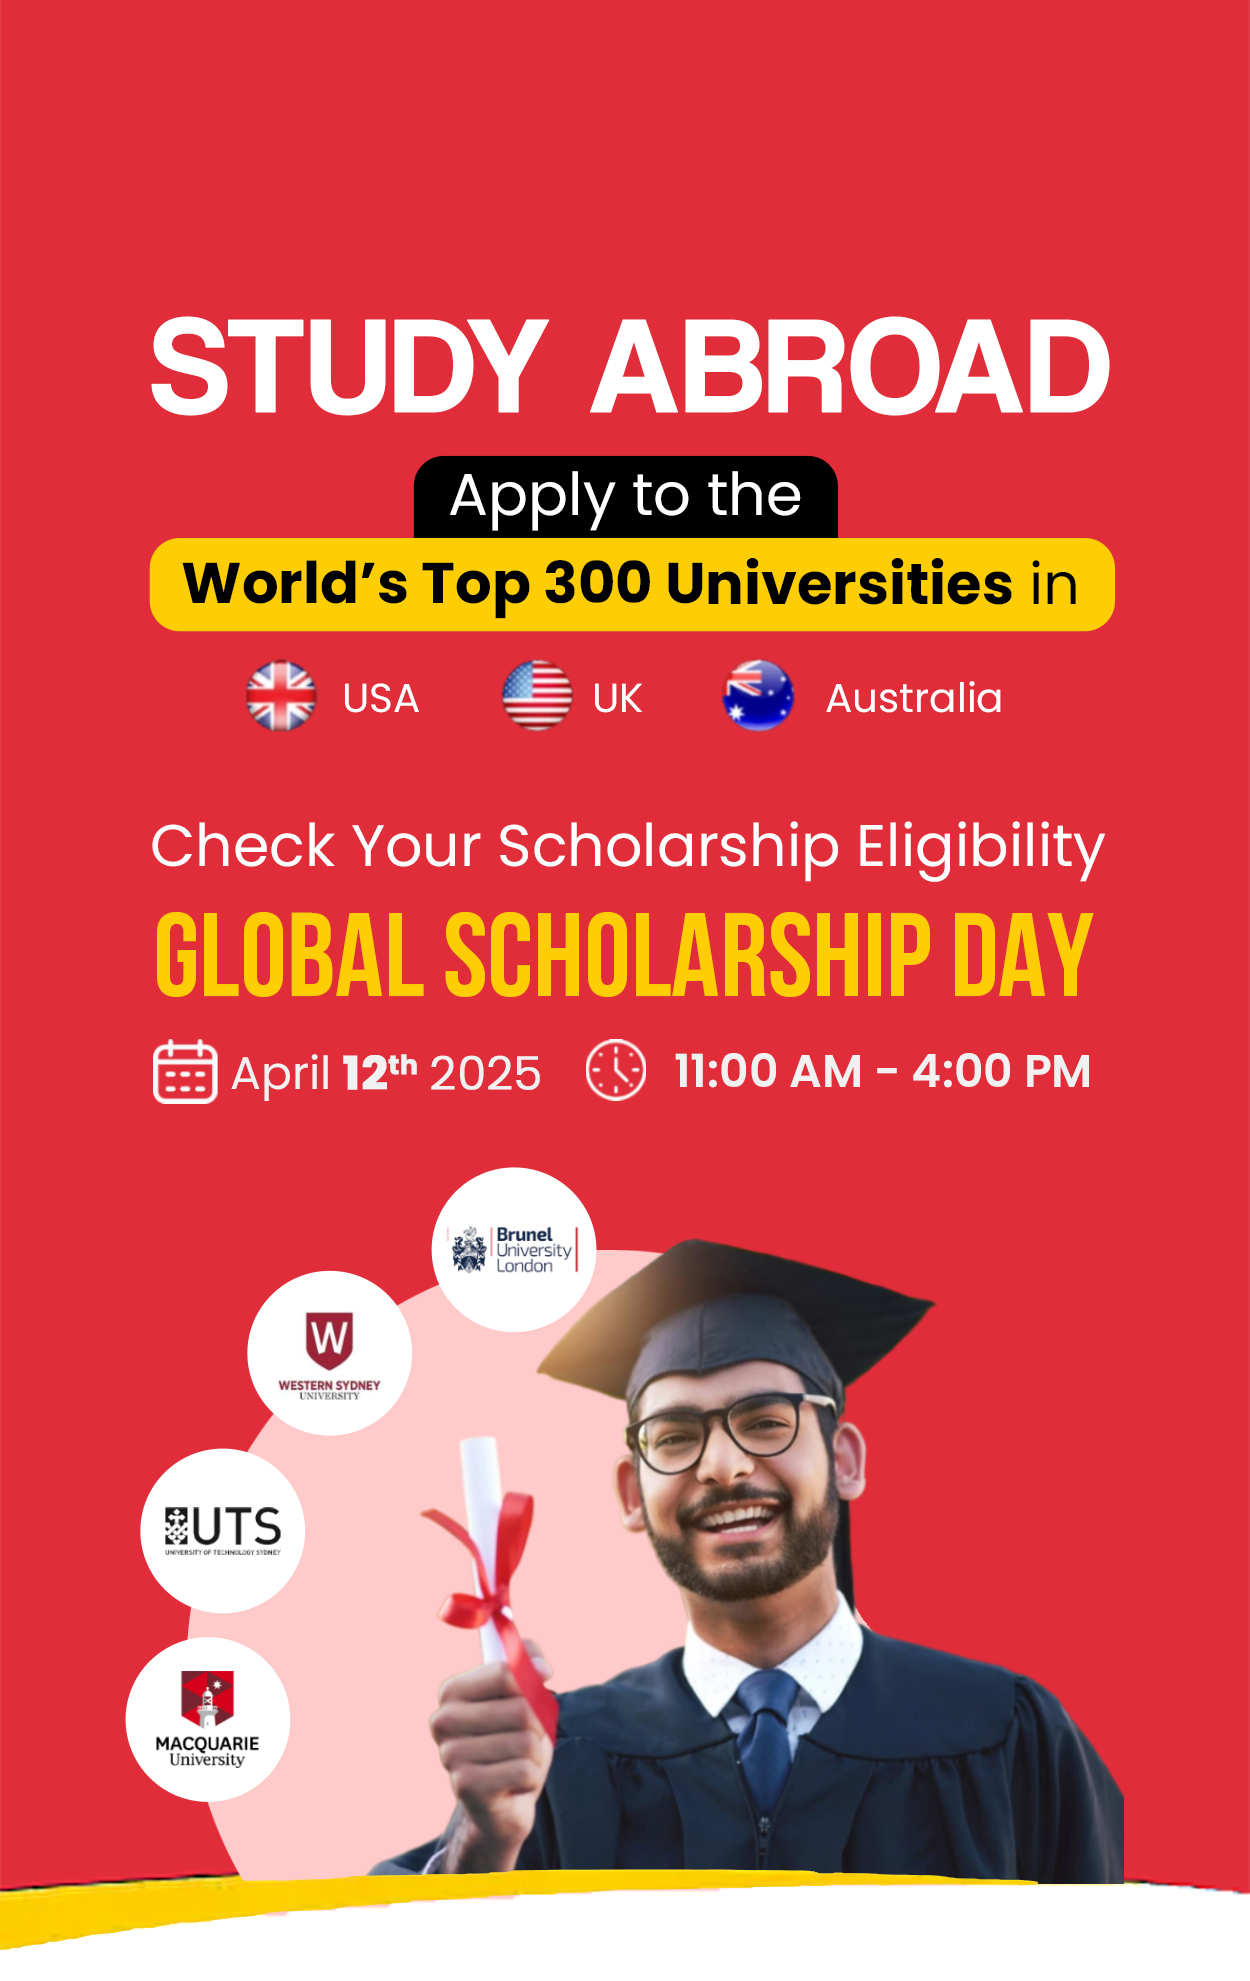 STUDY ABROAD
Apply to the
World's Top 300 Universities in
USA UK Australia
Check Your Scholarship Eligibility
GLOBAL SCHOLARSHIP DAY
April 12th 2025 11:00 AM - 4:00 PM
Brunel
University
London
W
WESTERN SYDNEY
UNIVERSITY
UTS
UNIVERSITY OF TECHNOLOGY SYDNEY
MACQUARIE
University